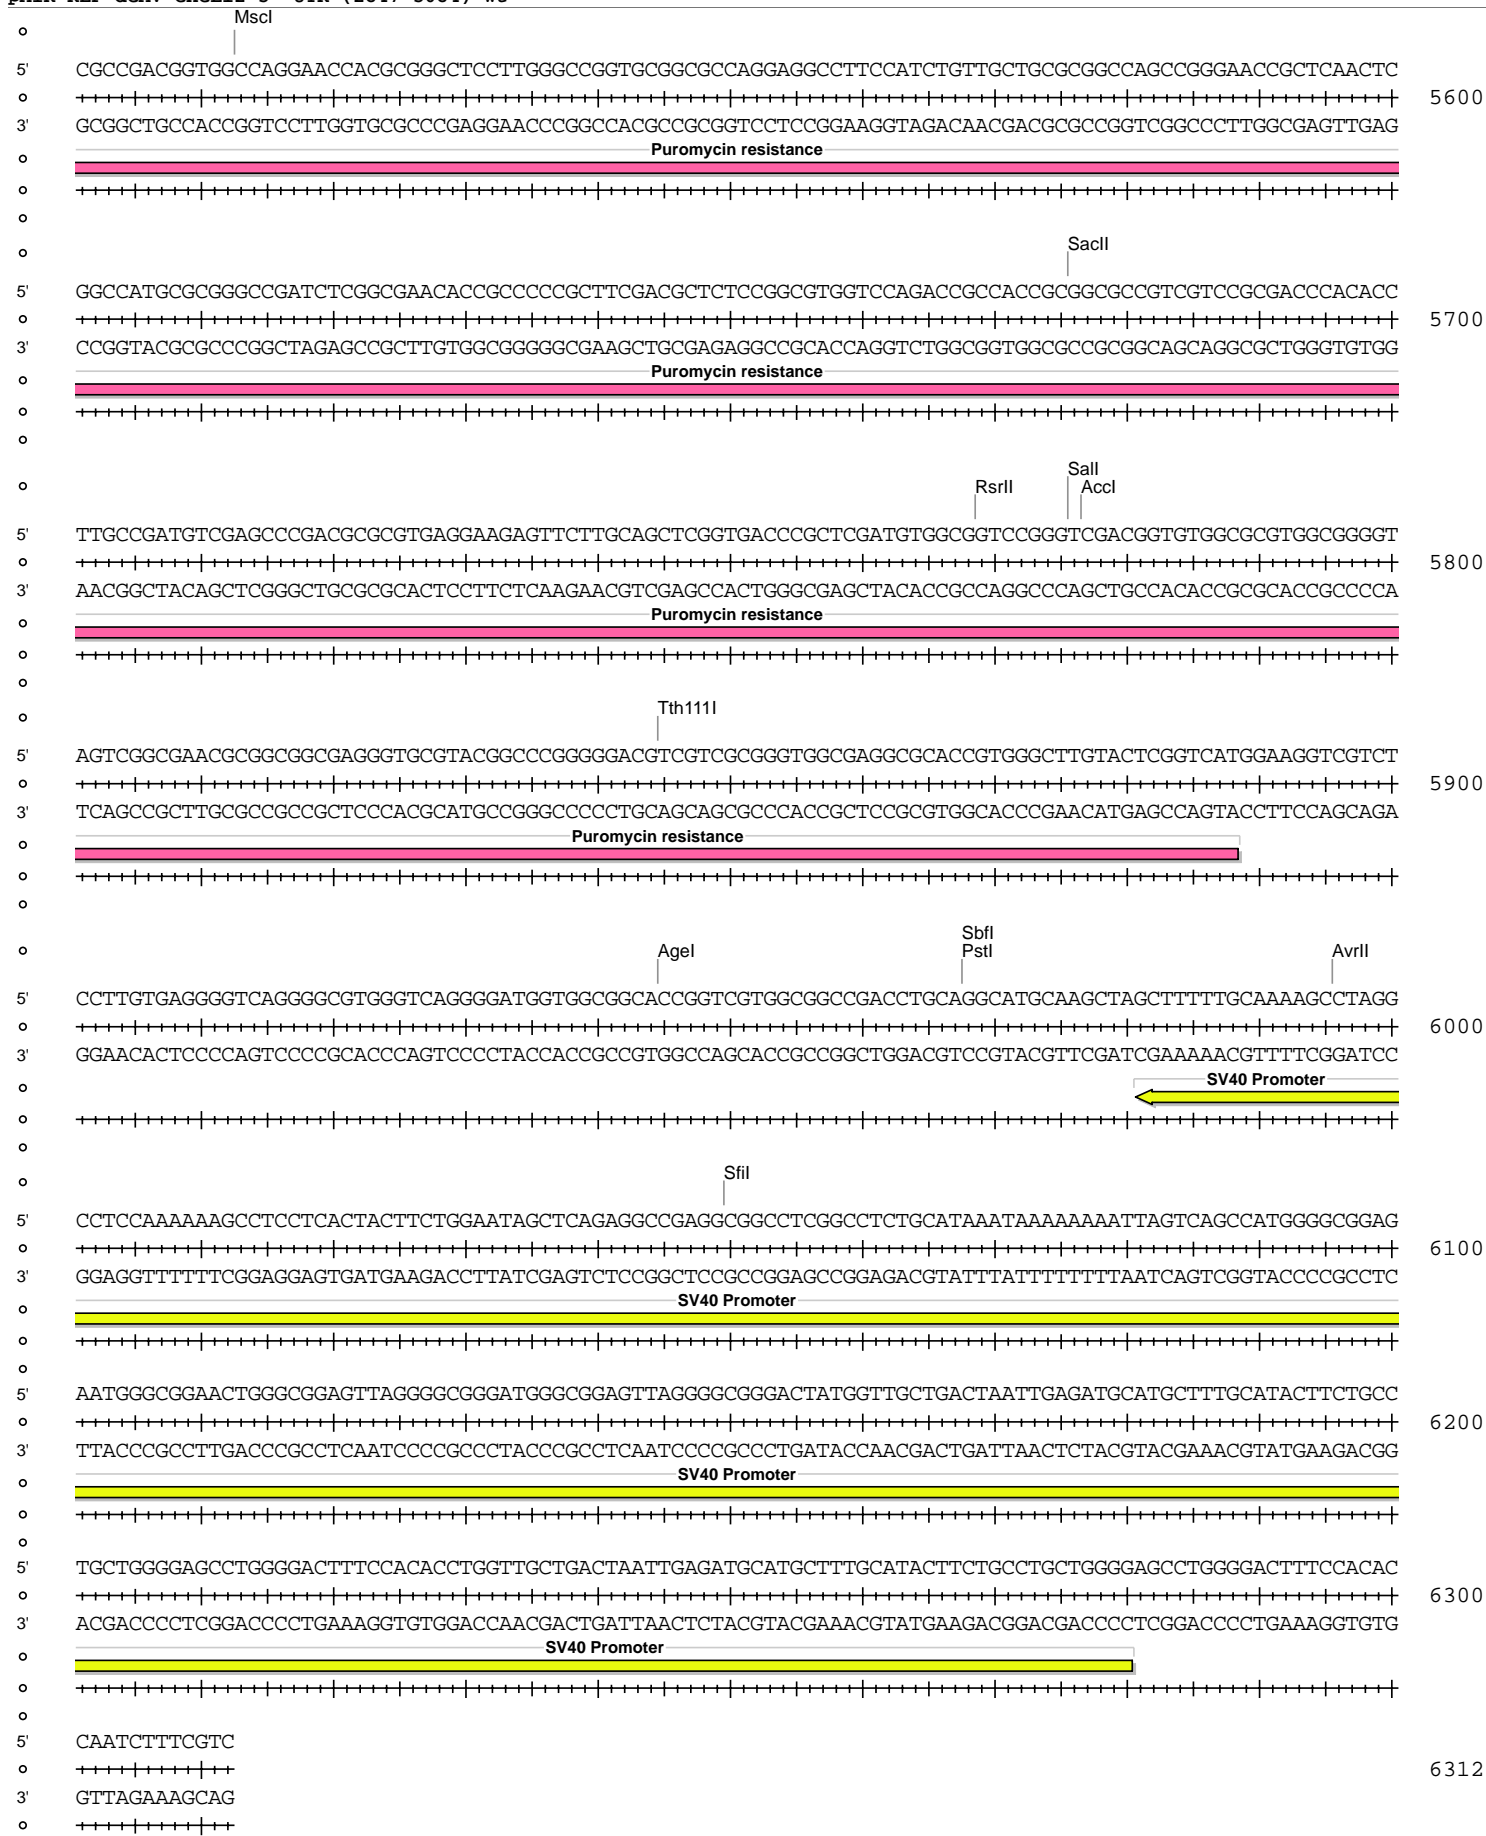 MscI
5' CGCCGACGGTGGCCAGGAACCACGCGGGCTCCTTGGGCCGGTGCGGCGCCAGGAGGCCTTCCATCTGTTGCTGCGCGGCCAGCCGGGAACCGCTCAACTC
5600
3' GCGGCTGCCACCGGTCCTTGGTGCGCCCGAGGAACCCGGCCACGCCGCGGTCCTCCGGAAGGTAGACAACGACGCGCCGGTCGGCCCTTGGCGAGTTGAG
Puromycin resistance
SacII
5' GGCCATGCGCGGGCCGATCTCGGCGAACACCGCCCCCGCTTCGACGCTCTCCGGCGTGGTCCAGACCGCCACCGCGGCGCCGTCGTCCGCGACCCACACC
5700
3' CCGGTACGCGCCCGGCTAGAGCCGCTTGTGGCGGGGGCGAAGCTGCGAGAGGCCGCACCAGGTCTGGCGGTGGCGCCGCGGCAGCAGGCGCTGGGTGTGG
Puromycin resistance
SalI
RsrII AccI
5' TTGCCGATGTCGAGCCCGACGCGCGTGAGGAAGAGTTCTTGCAGCTCGGTGACCCGCTCGATGTGGCGGTCCGGGTCGACGGTGTGGCGCGTGGCGGGGT
5800
3' AACGGCTACAGCTCGGGCTGCGCGCACTCCTTCTCAAGAACGTCGAGCCACTGGGCGAGCTACACCGCCAGGCCCAGCTGCCACACCGCGCACCGCCCCA
Puromycin resistance
Tth111I
5' AGTCGGCGAACGCGGCGGCGAGGGTGCGTACGGCCCGGGGGACGTCGTCGCGGGTGGCGAGGCGCACCGTGGGCTTGTACTCGGTCATGGAAGGTCGTCT
5900
3' TCAGCCGCTTGCGCCGCCGCTCCCACGCATGCCGGGCCCCCTGCAGCAGCGCCCACCGCTCCGCGTGGCACCCGAACATGAGCCAGTACCTTCCAGCAGA
Puromycin resistance
SbfI
AgeI PstI AvrII
5' CCTTGTGAGGGGTCAGGGGCGTGGGTCAGGGGATGGTGGCGGCACCGGTCGTGGCGGCCGACCTGCAGGCATGCAAGCTAGCTTTTTGCAAAAGCCTAGG
6000
3' GGAACACTCCCCAGTCCCCGCACCCAGTCCCCTACCACCGCCGTGGCCAGCACCGCCGGCTGGACGTCCGTACGTTCGATCGAAAAACGTTTTCGGATCC
SV40 Promoter
SfiI
5' CCTCCAAAAAAGCCTCCTCACTACTTCTGGAATAGCTCAGAGGCCGAGGCGGCCTCGGCCTCTGCATAAATAAAAAAAATTAGTCAGCCATGGGGCGGAG
6100
3' GGAGGTTTTTTCGGAGGAGTGATGAAGACCTTATCGAGTCTCCGGCTCCGCCGGAGCCGGAGACGTATTTATTTTTTTTAATCAGTCGGTACCCCGCCTC
SV40 Promoter
5' AATGGGCGGAACTGGGCGGAGTTAGGGGCGGGATGGGCGGAGTTAGGGGCGGGACTATGGTTGCTGACTAATTGAGATGCATGCTTTGCATACTTCTGCC
6200
3' TTACCCGCCTTGACCCGCCTCAATCCCCGCCCTACCCGCCTCAATCCCCGCCCTGATACCAACGACTGATTAACTCTACGTACGAAACGTATGAAGACGG
SV40 Promoter
5' TGCTGGGGAGCCTGGGGACTTTCCACACCTGGTTGCTGACTAATTGAGATGCATGCTTTGCATACTTCTGCCTGCTGGGGAGCCTGGGGACTTTCCACAC
6300
3' ACGACCCCTCGGACCCCTGAAAGGTGTGGACCAACGACTGATTAACTCTACGTACGAAACGTATGAAGACGGACGACCCCTCGGACCCCTGAAAGGTGTG
SV40 Promoter
5' CAATCTTTCGTC
6312
3' GTTAGAAAGCAG